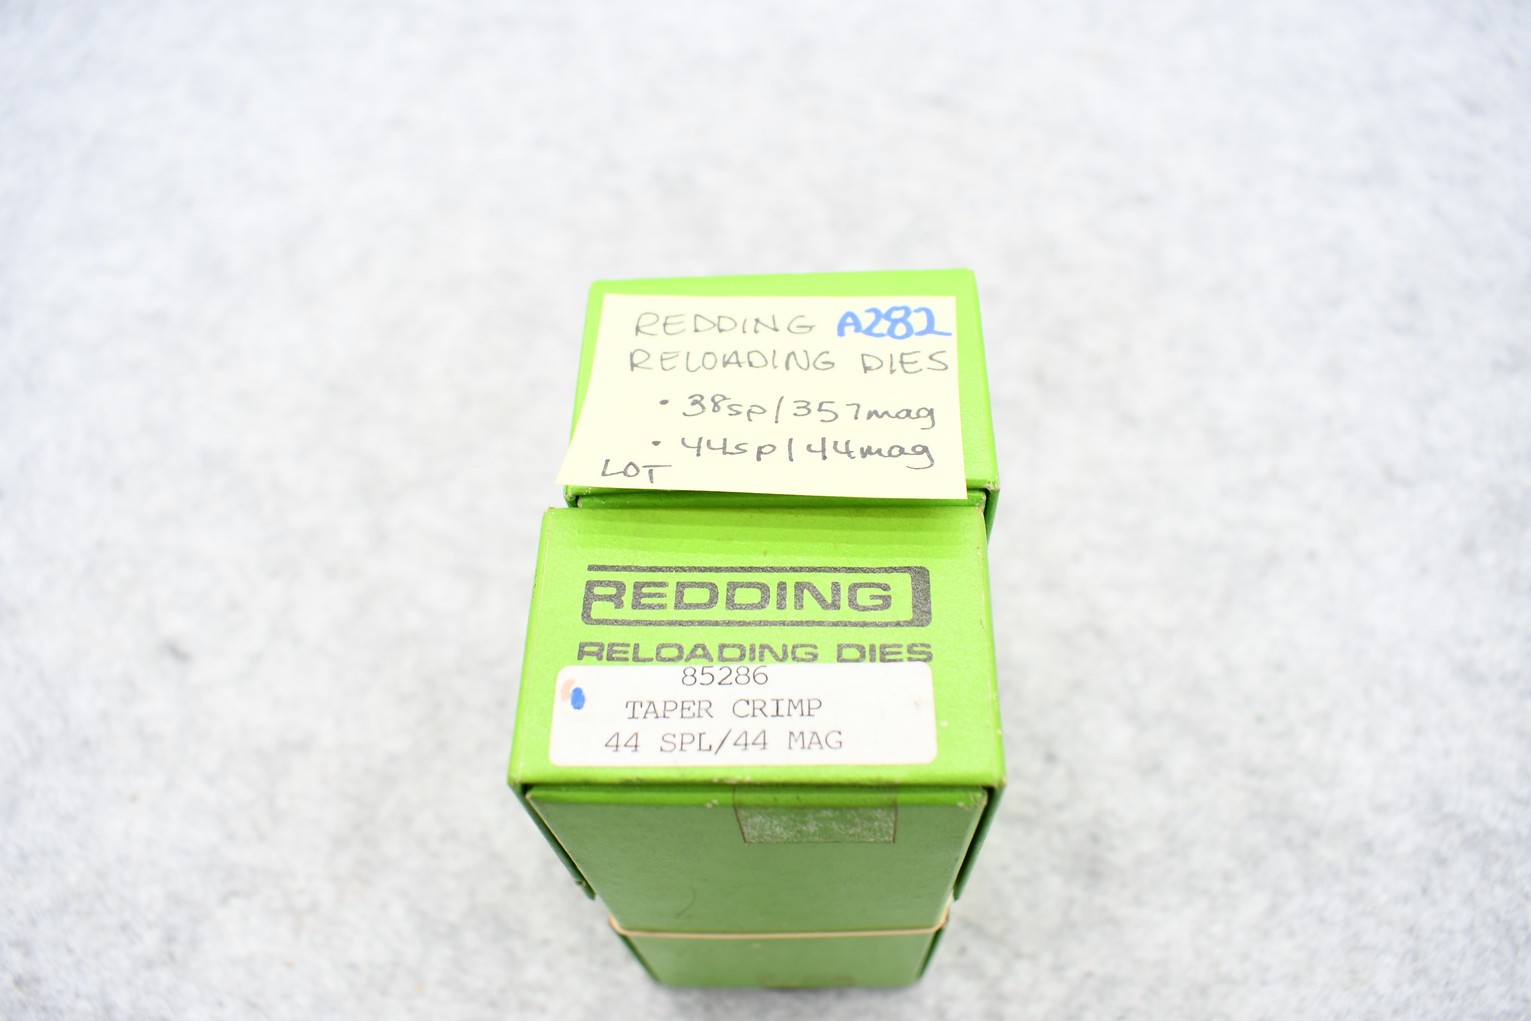 REDDING A282
RELOADING DIES
• 38sp/357mag
• 44sp/44mag
LOT
REDDING
RELOADING DIES
85286
TAPER CRIMP
44 SPL/44 MAG